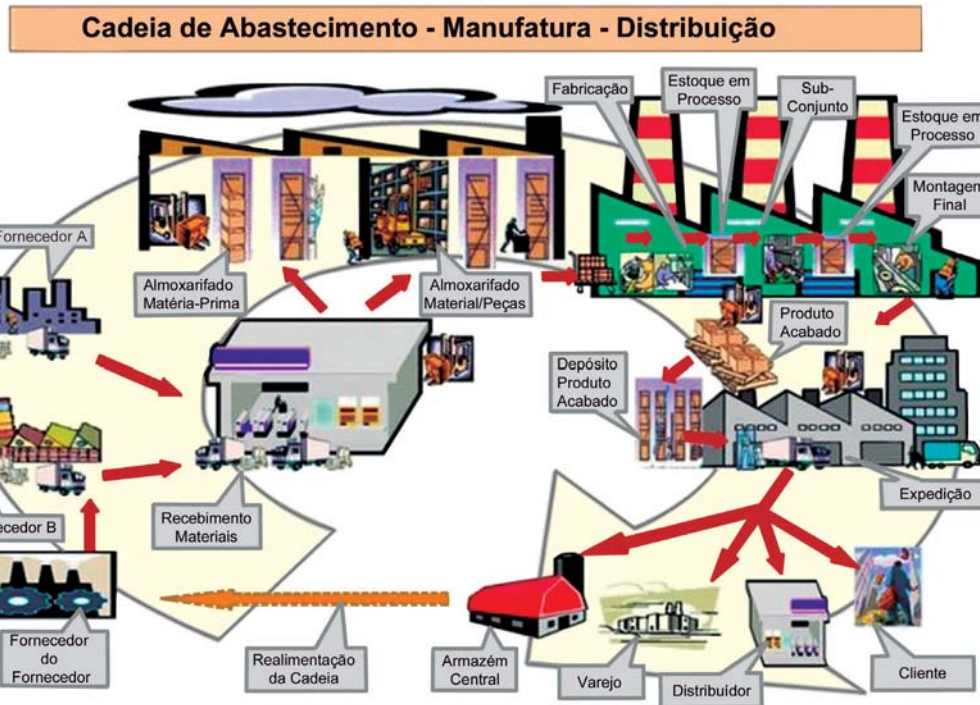 Cadeia de Abastecimento - Manufatura - Distribuição
Fabricação
Estoque em
Processo
Sub-
Conjunto
Estoque em
Processo
Montagem
Final
Fornecedor A
Almoxarifado
Matéria-Prima
Almoxarifado
Material/Peças
Produto
Acabado
Depósito
Produto
Acabado
Expedição
ecedor B
Recebimento
Materiais
Fornecedor
do
Fornecedor
Realimentação
da Cadeia
Armazém
Central
Varejo
Distribuídor
Cliente